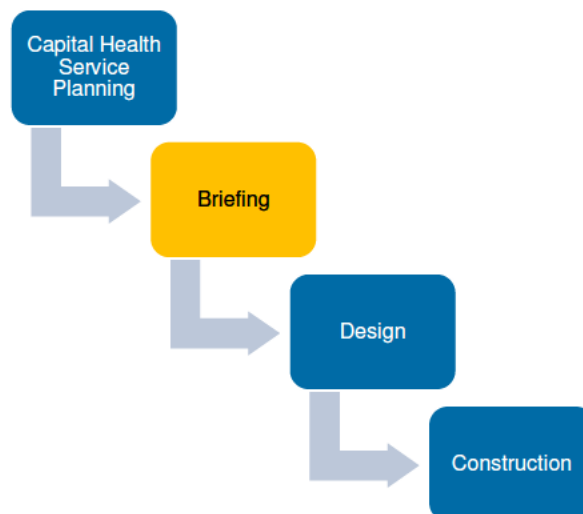 Capital Health
Service
Planning
Briefing
Design
Construction